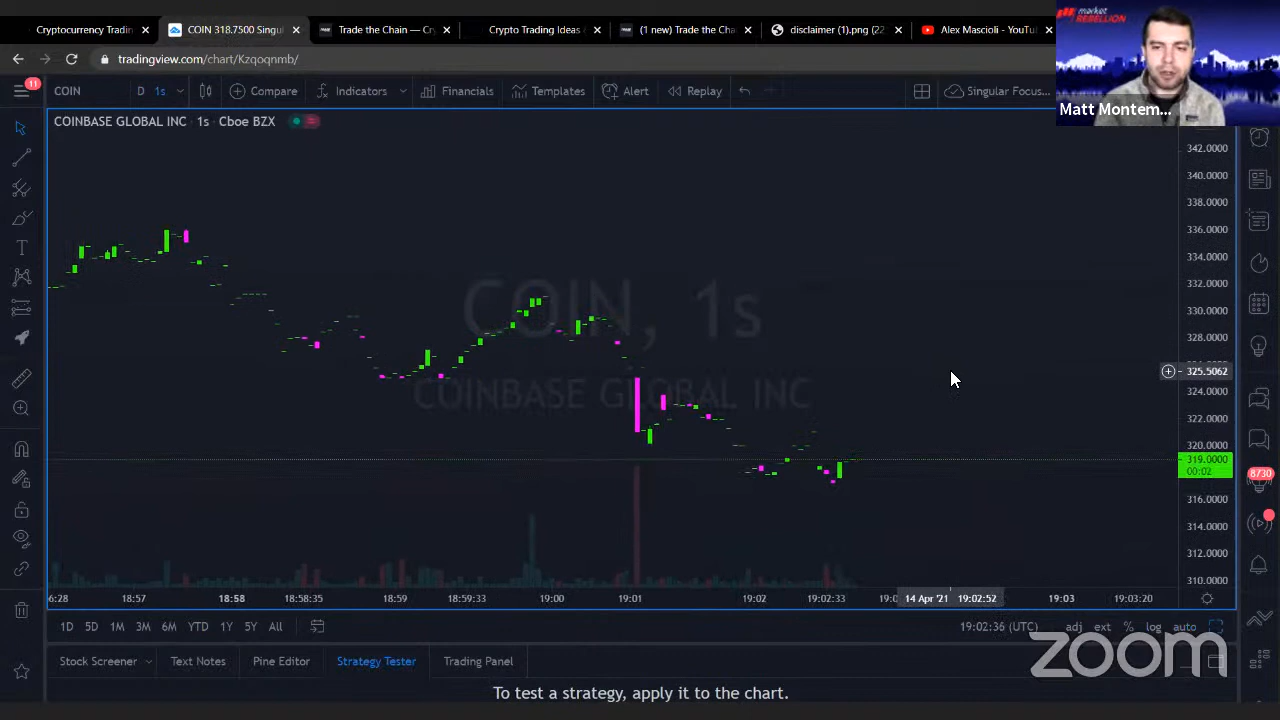 Cryptocurrency Tradin
COIN 318.7500 Singul
Trade the Chain — Cr
Crypto Trading Ideas
(1 new) Trade the Cha
disclaimer (1).png (22
Alex Mascioli - YouTube
market
REBELLION
Matt Montem...
tradingview.com/chart/Kzqoqnmb/
11
COIN
D
1s
Compare
Indicators
Financials
Templates
Alert
Replay
Singular Focus...
COINBASE GLOBAL INC · 1s · Cboe BZX
COIN, 1s
COINBASE GLOBAL INC
342.0000
340.0000
338.0000
336.0000
334.0000
332.0000
330.0000
328.0000
325.5062
324.0000
322.0000
320.0000
319.0000
00:02
316.0000
314.0000
312.0000
310.0000
8730
6:28
18:57
18:58
18:58:35
18:59
18:59:33
19:00
19:01
19:02
19:02:33
14 Apr '21
19:02:52
19:03
19:03:20
1D
5D
1M
3M
6M
YTD
1Y
5Y
All
19:02:36 (UTC)
adj
ext
%
log
auto
Stock Screener
Text Notes
Pine Editor
Strategy Tester
Trading Panel
zoom
To test a strategy, apply it to the chart.